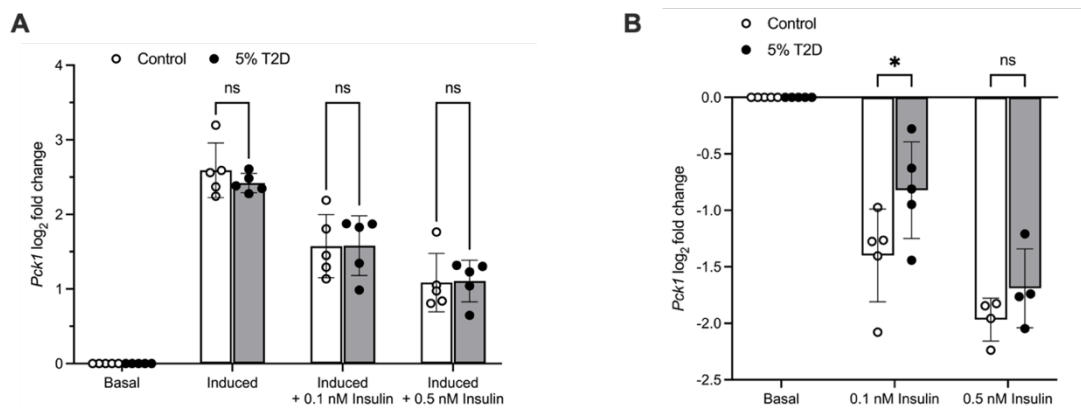 A
Control 5% T2D
ns ns ns
Pck1 log2 fold change
4
3
2
1
0
Basal Induced Induced Induced
+ 0.1 nM Insulin + 0.5 nM Insulin
B
Control
5% T2D
* ns
Pck1 log2 fold change
0.0
-0.5
-1.0
-1.5
-2.0
-2.5
Basal 0.1 nM Insulin 0.5 nM Insulin